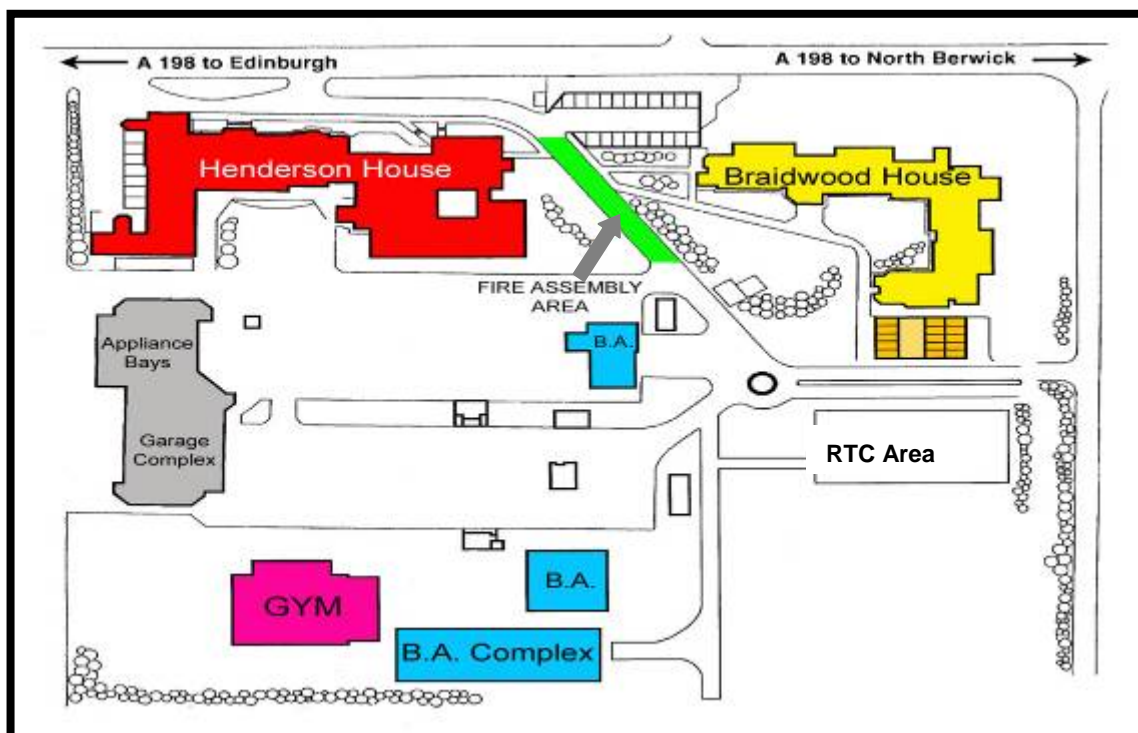 A 198 to Edinburgh
A 198 to North Berwick
Henderson House
Braidwood House
FIRE ASSEMBLY
AREA
B.A.
Appliance
Bays
Garage
Complex
RTC Area
B.A.
GYM
B.A. Complex